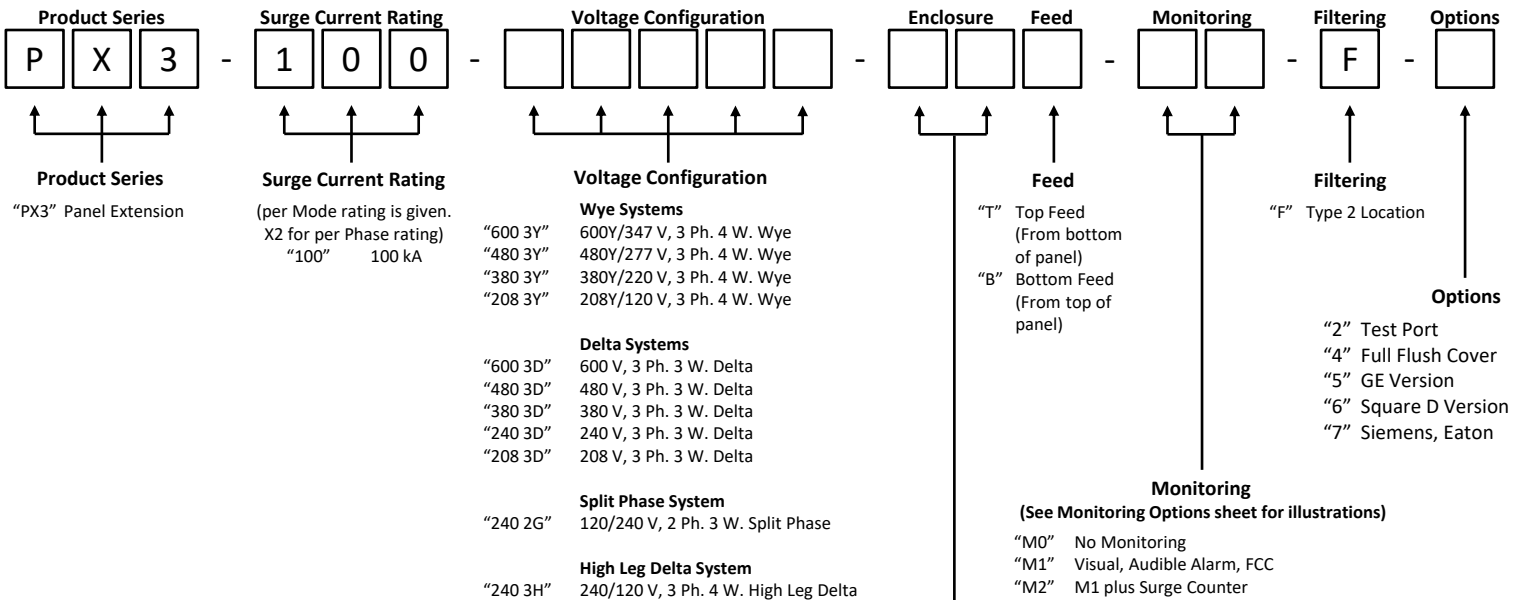 Product Series Surge Current Rating Voltage Configuration Enclosure Feed Monitoring Filtering Options
P X 3 - 1 0 0 - - - - F -
Product Series
“PX3” Panel Extension
Surge Current Rating
(per Mode rating is given.
X2 for per Phase rating)
“100” 100 kA
Voltage Configuration
Wye Systems
“600 3Y” 600Y/347 V, 3 Ph. 4 W. Wye
“480 3Y” 480Y/277 V, 3 Ph. 4 W. Wye
“380 3Y” 380Y/220 V, 3 Ph. 4 W. Wye
“208 3Y” 208Y/120 V, 3 Ph. 4 W. Wye
Delta Systems
“600 3D” 600 V, 3 Ph. 3 W. Delta
“480 3D” 480 V, 3 Ph. 3 W. Delta
“380 3D” 380 V, 3 Ph. 3 W. Delta
“240 3D” 240 V, 3 Ph. 3 W. Delta
“208 3D” 208 V, 3 Ph. 3 W. Delta
Split Phase System
“240 2G” 120/240 V, 2 Ph. 3 W. Split Phase
High Leg Delta System
“240 3H” 240/120 V, 3 Ph. 4 W. High Leg Delta
Feed
“T” Top Feed
(From bottom
of panel)
“B” Bottom Feed
(From top of
panel)
Filtering
“F” Type 2 Location
Options
“2” Test Port
“4” Full Flush Cover
“5” GE Version
“6” Square D Version
“7” Siemens, Eaton
Monitoring
(See Monitoring Options sheet for illustrations)
“M0” No Monitoring
“M1” Visual, Audible Alarm, FCC
“M2” M1 plus Surge Counter